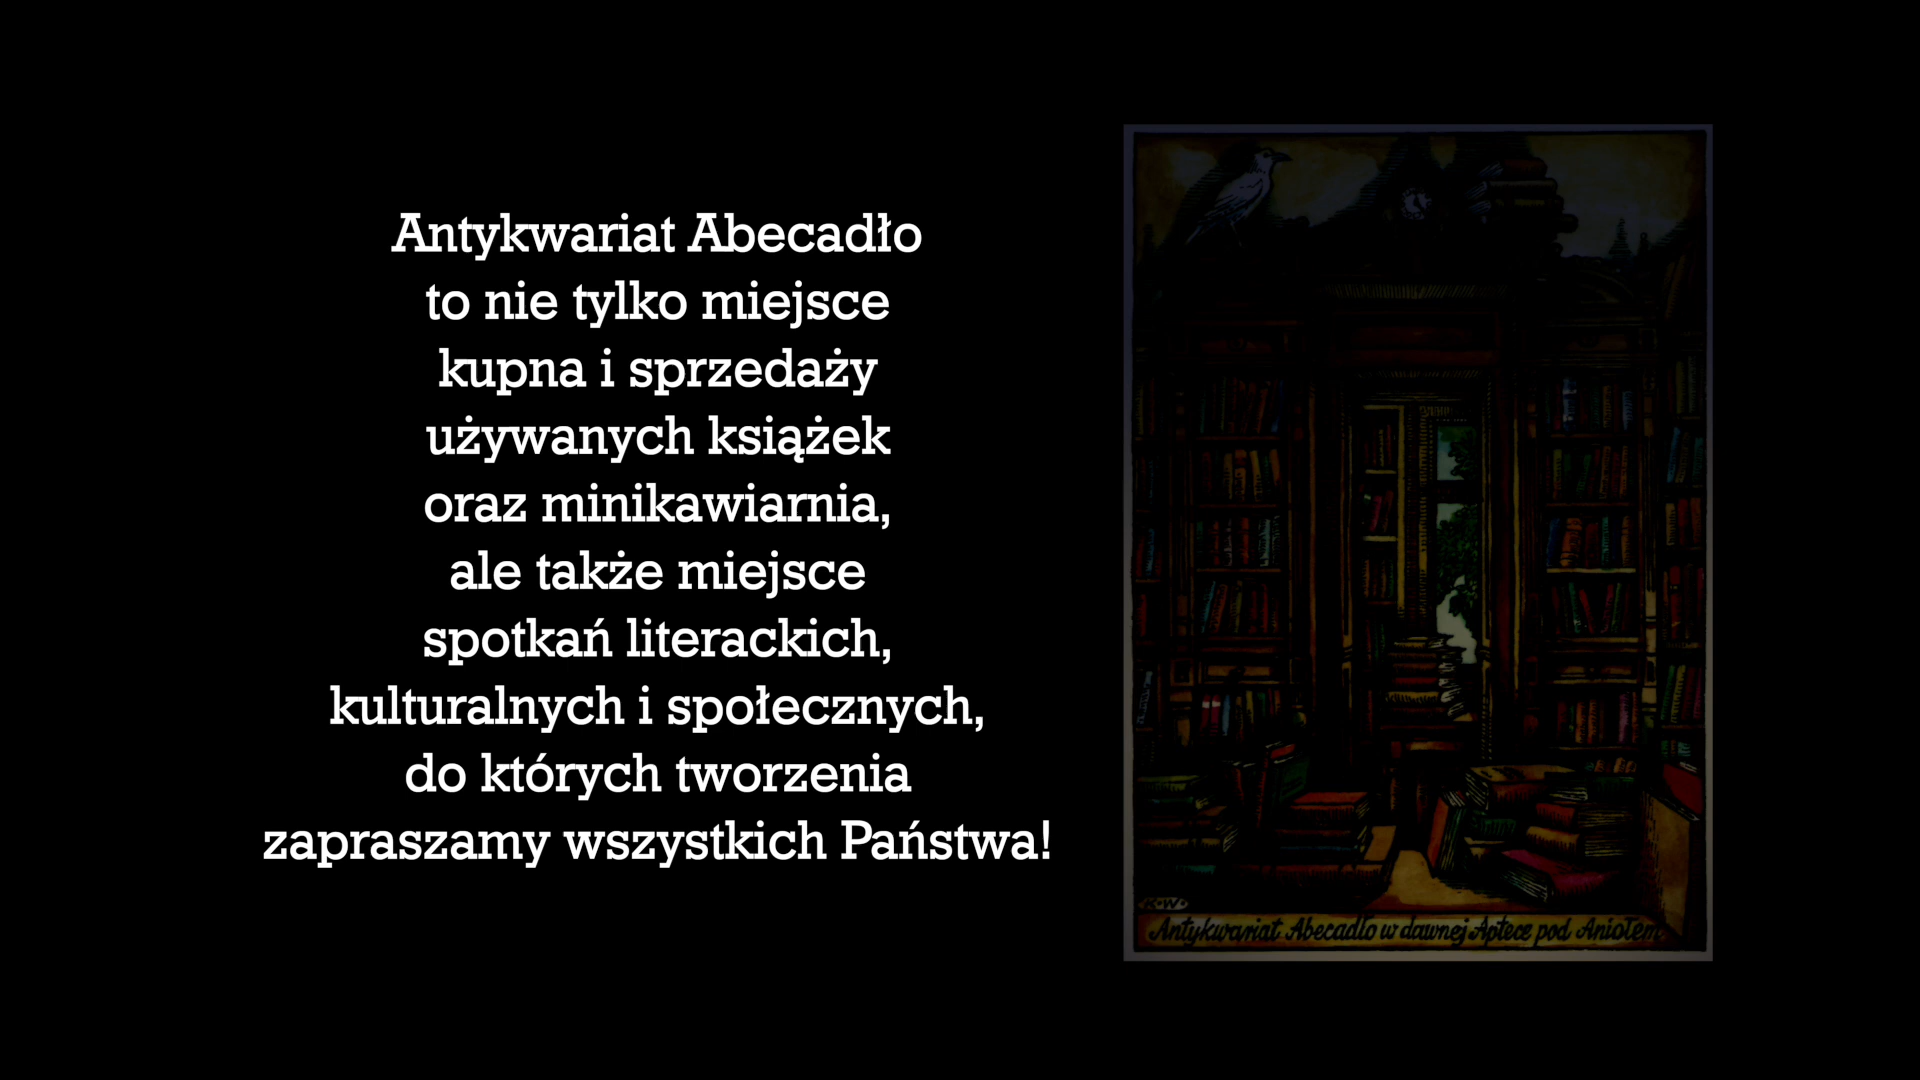 Antykwariat Abecadło
to nie tylko miejsce
kupna i sprzedaży
używanych książek
oraz minikawiarnia,
ale także miejsce
spotkań literackich,
kulturalnych i społecznych,
do których tworzenia
zapraszamy wszystkich Państwa!
K•W•
Antykwariat Abecadło w dawnej Aptece pod Aniołem